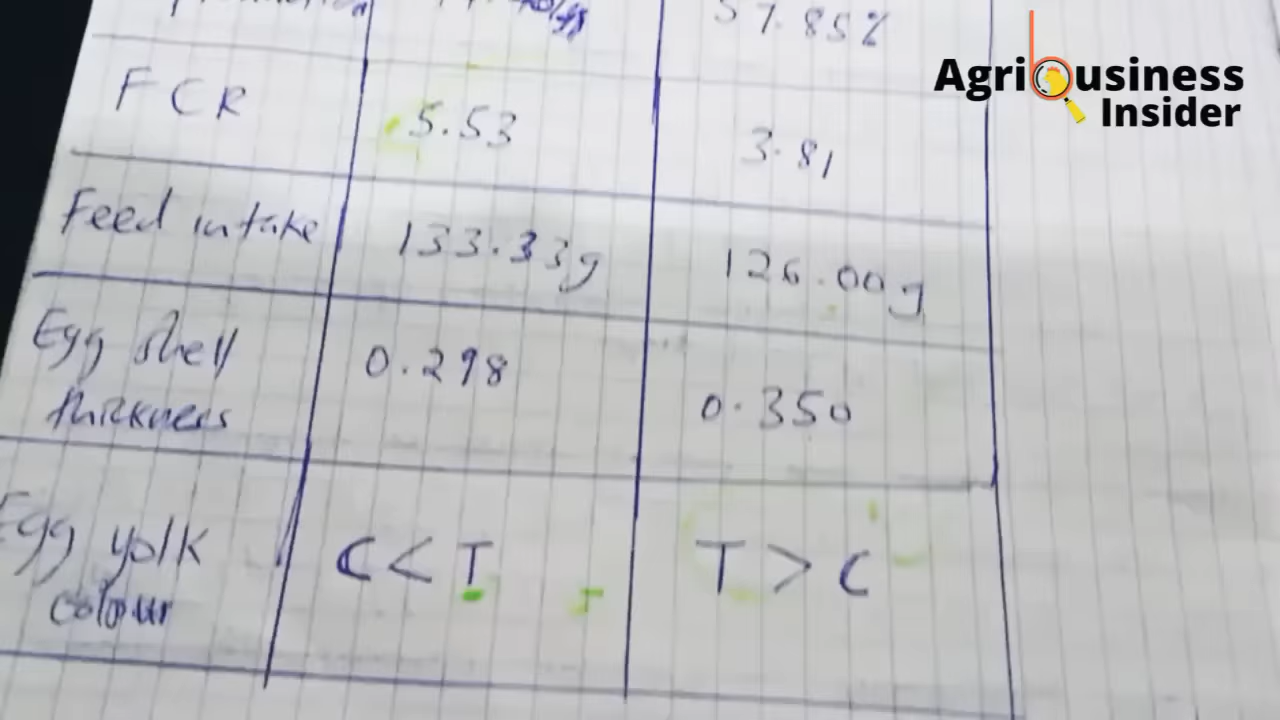 57.85%
Agribusiness
Insider
FCR
5.53
3.81
Feed intake
133.33g
126.00g
Egg shell
thickness
0.298
0.350
Egg yolk
colour
C < T
T > C